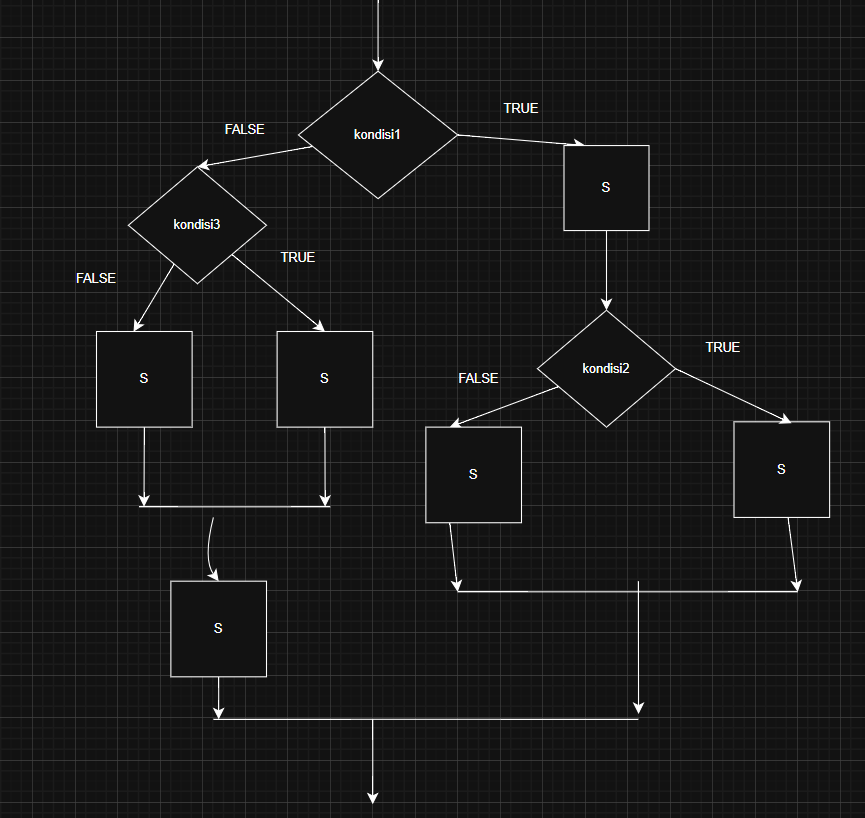 TRUE
FALSE
kondisi1
S
kondisi3
TRUE
FALSE
TRUE
kondisi2
FALSE
S
S
S
S
S